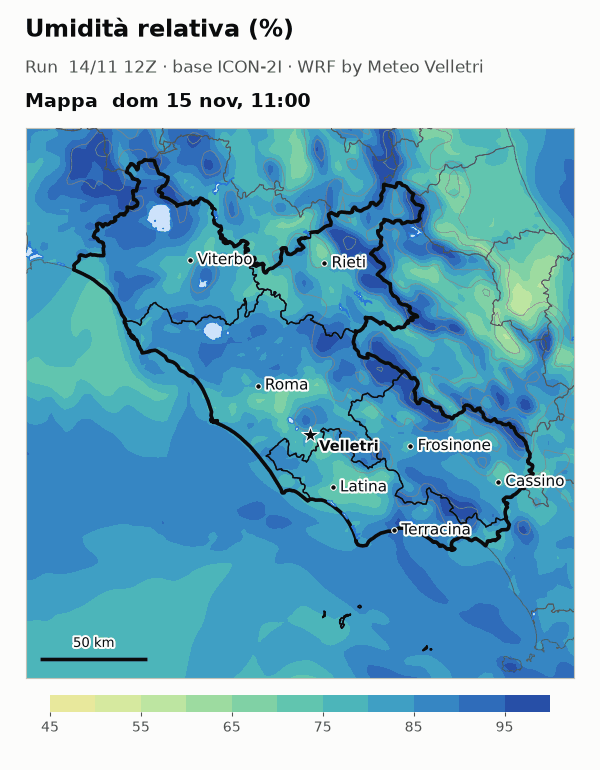 Umidità relativa (%)
Run  14/11 12Z · base ICON-2I · WRF by Meteo Velletri
Mappa  dom 15 nov, 11:00
Viterbo
Rieti
Roma
Velletri
Frosinone
Latina
Cassino
Terracina
50 km
45 55 65 75 85 95